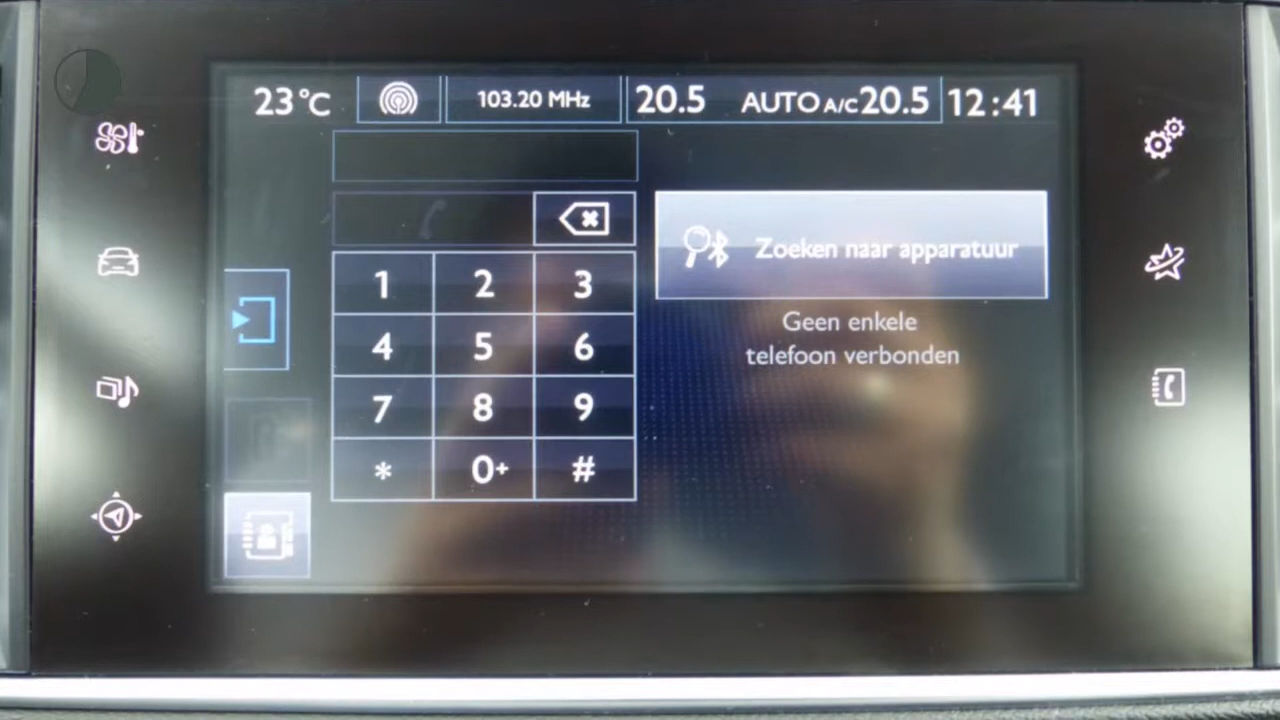 23°C 103.20 MHz 20.5 AUTO A/C 20.5 12:41
Zoeken naar apparatuur
Geen enkele
telefoon verbonden
1 2 3
4 5 6
7 8 9
* 0+ #